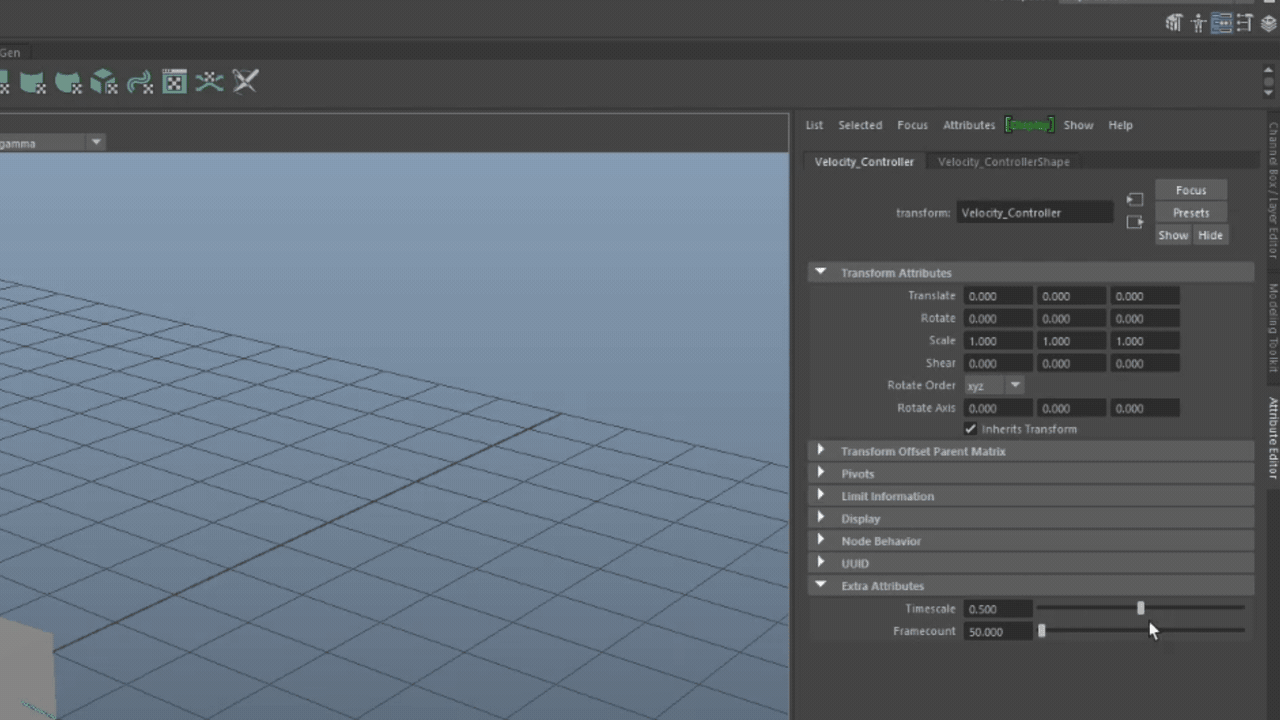 Gen
gamma
List Selected Focus Attributes Display Show Help
Velocity_Controller Velocity_ControllerShape
Focus
transform: Velocity_Controller Presets
Show Hide
Transform Attributes
Translate 0.000 0.000 0.000
Rotate 0.000 0.000 0.000
Scale 1.000 1.000 1.000
Shear 0.000 0.000 0.000
Rotate Order xyz
Rotate Axis 0.000 0.000 0.000
Inherits Transform
Transform Offset Parent Matrix
Pivots
Limit Information
Display
Node Behavior
UUID
Extra Attributes
Timescale 0.500
Framecount 50.000
Channel Box / Layer Editor
Modeling Toolkit
Attribute Editor